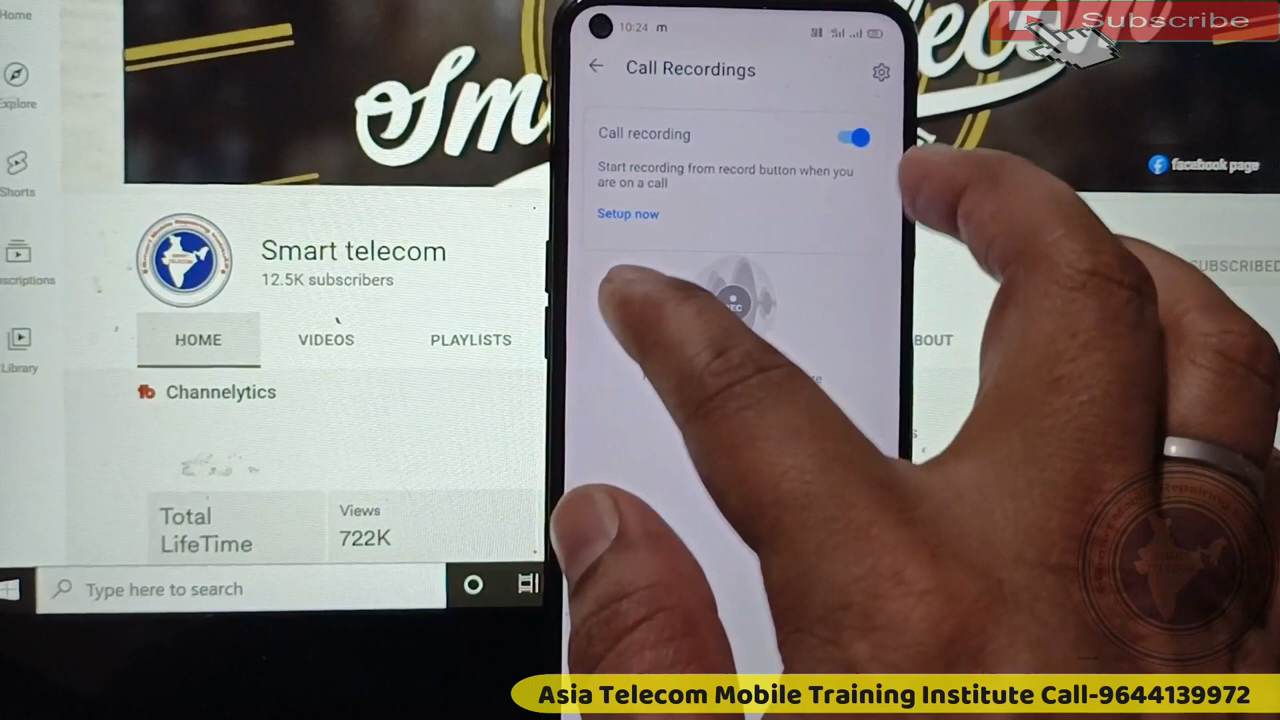 Home
Explore
Shorts
Library
Smart telecom
12.5K subscribers
HOME
VIDEOS
PLAYLISTS
Channelytics
Total
LifeTime
Views
722K
Type here to search
10:24
m
Call Recordings
Call recording
Start recording from record button when you
are on a call
Setup now
Subscribe
facebook page
SUBSCRIBED
Asia Telecom Mobile Training Institute Call-9644139972